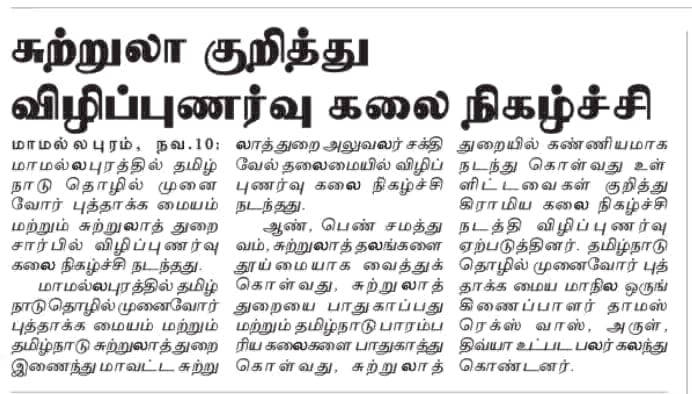 சுற்றுலா குறித்து
விழிப்புணர்வு கலை நிகழ்ச்சி
மாமல்லபுரம், நவ.10:
மாமல்லபுரத்தில் தமிழ்
நாடு தொழில் முனை
வோர் புத்தாக்க மையம்
மற்றும் சுற்றுலாத் துறை
சார்பில் விழிப்புணர்வு
கலை நிகழ்ச்சி நடந்தது.
மாமல்லபுரத்தில் தமிழ்
நாடு தொழில் முனைவோர்
புத்தாக்க மையம் மற்றும்
தமிழ்நாடு சுற்றுலாத்துறை
இணைந்து மாவட்ட சுற்று
லாத்துறை அலுவலர் சக்தி
வேல் தலைமையில் விழிப்
புணர்வு கலை நிகழ்ச்சி
நடந்தது.
ஆண், பெண் சமத்து
வம், சுற்றுலாத்தலங்களை
தூய்மையாக வைத்துக்
கொள்வது, சுற்றுலாத்
துறையை பாதுகாப்பது
மற்றும் தமிழ்நாடு பாரம்ப
ரிய கலைகளை பாதுகாத்து
கொள்வது, சுற்றுலாத்
துறையில் கண்ணியமாக
நடந்து கொள்வது உள்
ளிட்டவைகள் குறித்து
கிராமிய கலை நிகழ்ச்சி
நடத்தி விழிப்புணர்வு
ஏற்படுத்தினர். தமிழ்நாடு
தொழில் முனைவோர் புத்
தாக்க மைய மாநில ஒருங்
கிணைப்பாளர் தாமஸ்
ரெக்ஸ் வாஸ், அருள்,
திவ்யா உட்பட பலர் கலந்து
கொண்டனர்.